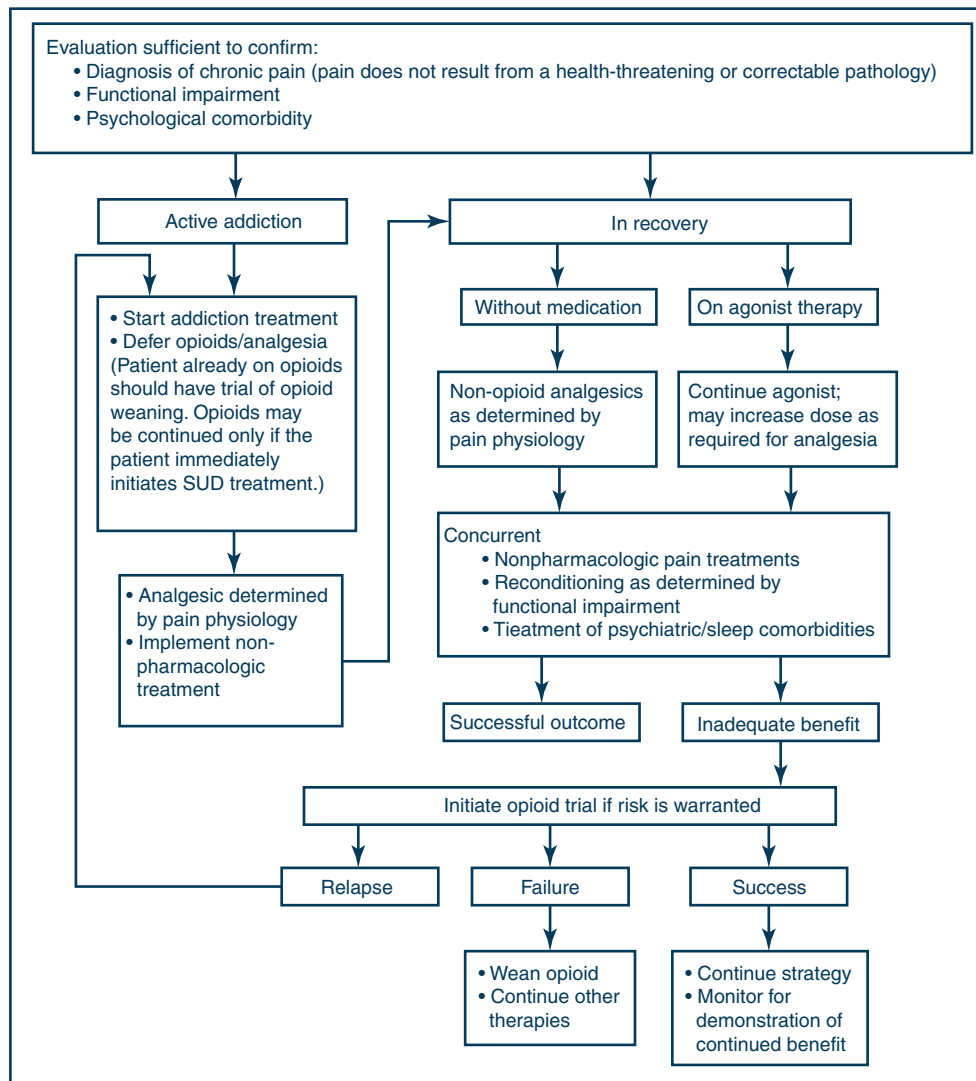 Evaluation sufficient to confirm:
• Diagnosis of chronic pain (pain does not result from a health-threatening or correctable pathology)
• Functional impairment
• Psychological comorbidity
Active addiction
In recovery
• Start addiction treatment
• Defer opioids/analgesia
(Patient already on opioids
should have trial of opioid
weaning. Opioids may
be continued only if the
patient immediately
initiates SUD treatment.)
Without medication
On agonist therapy
Non-opioid analgesics
as determined by
pain physiology
Continue agonist;
may increase dose as
required for analgesia
• Analgesic determined
by pain physiology
• Implement non-
pharmacologic
treatment
Concurrent
• Nonpharmacologic pain treatments
• Reconditioning as determined by
functional impairment
• Tieatment of psychiatric/sleep comorbidities
Successful outcome
Inadequate benefit
Initiate opioid trial if risk is warranted
Relapse
Failure
Success
• Wean opioid
• Continue other
therapies
• Continue strategy
• Monitor for
demonstration of
continued benefit